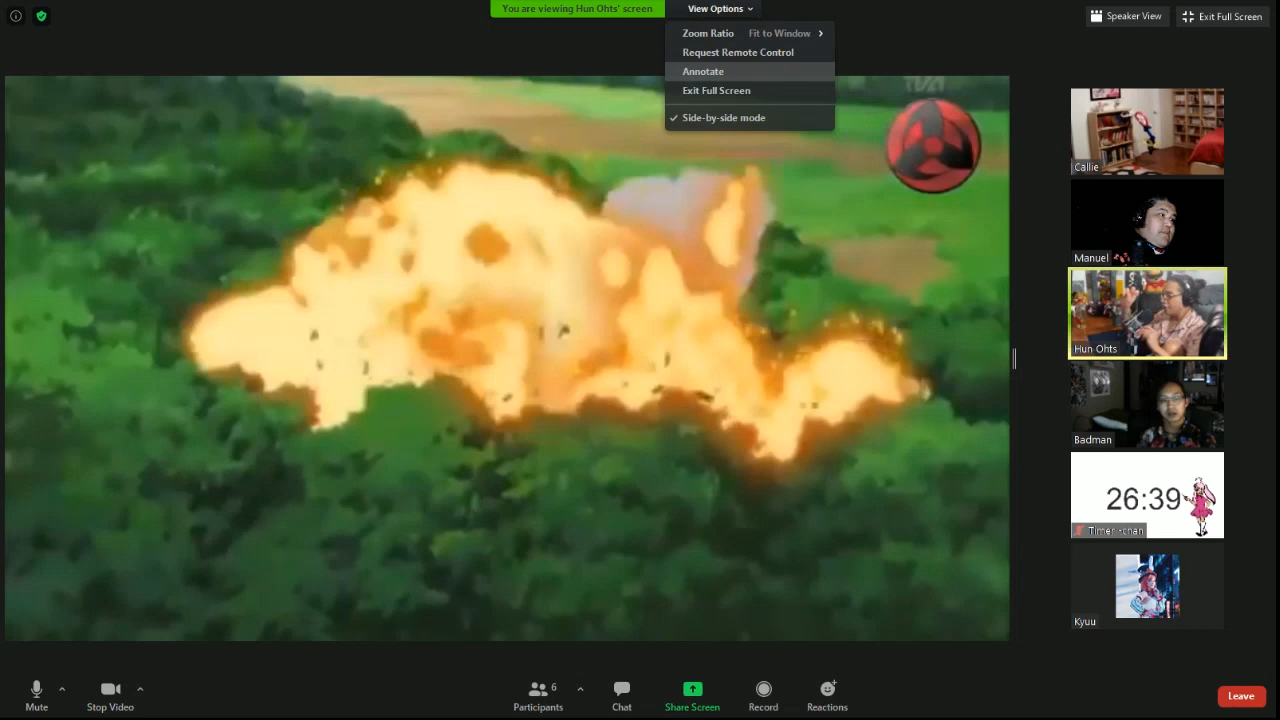 You are viewing Hun Ohts' screen
View Options
Speaker View
Exit Full Screen
Zoom Ratio Fit to Window
Request Remote Control
Annotate
Exit Full Screen
Side-by-side mode
Callie
Manuel
Hun Ohts
Badman
26:39
Timer-chan
Kyuu
Mute
Stop Video
Participants
6
Chat
Share Screen
Record
Reactions
Leave